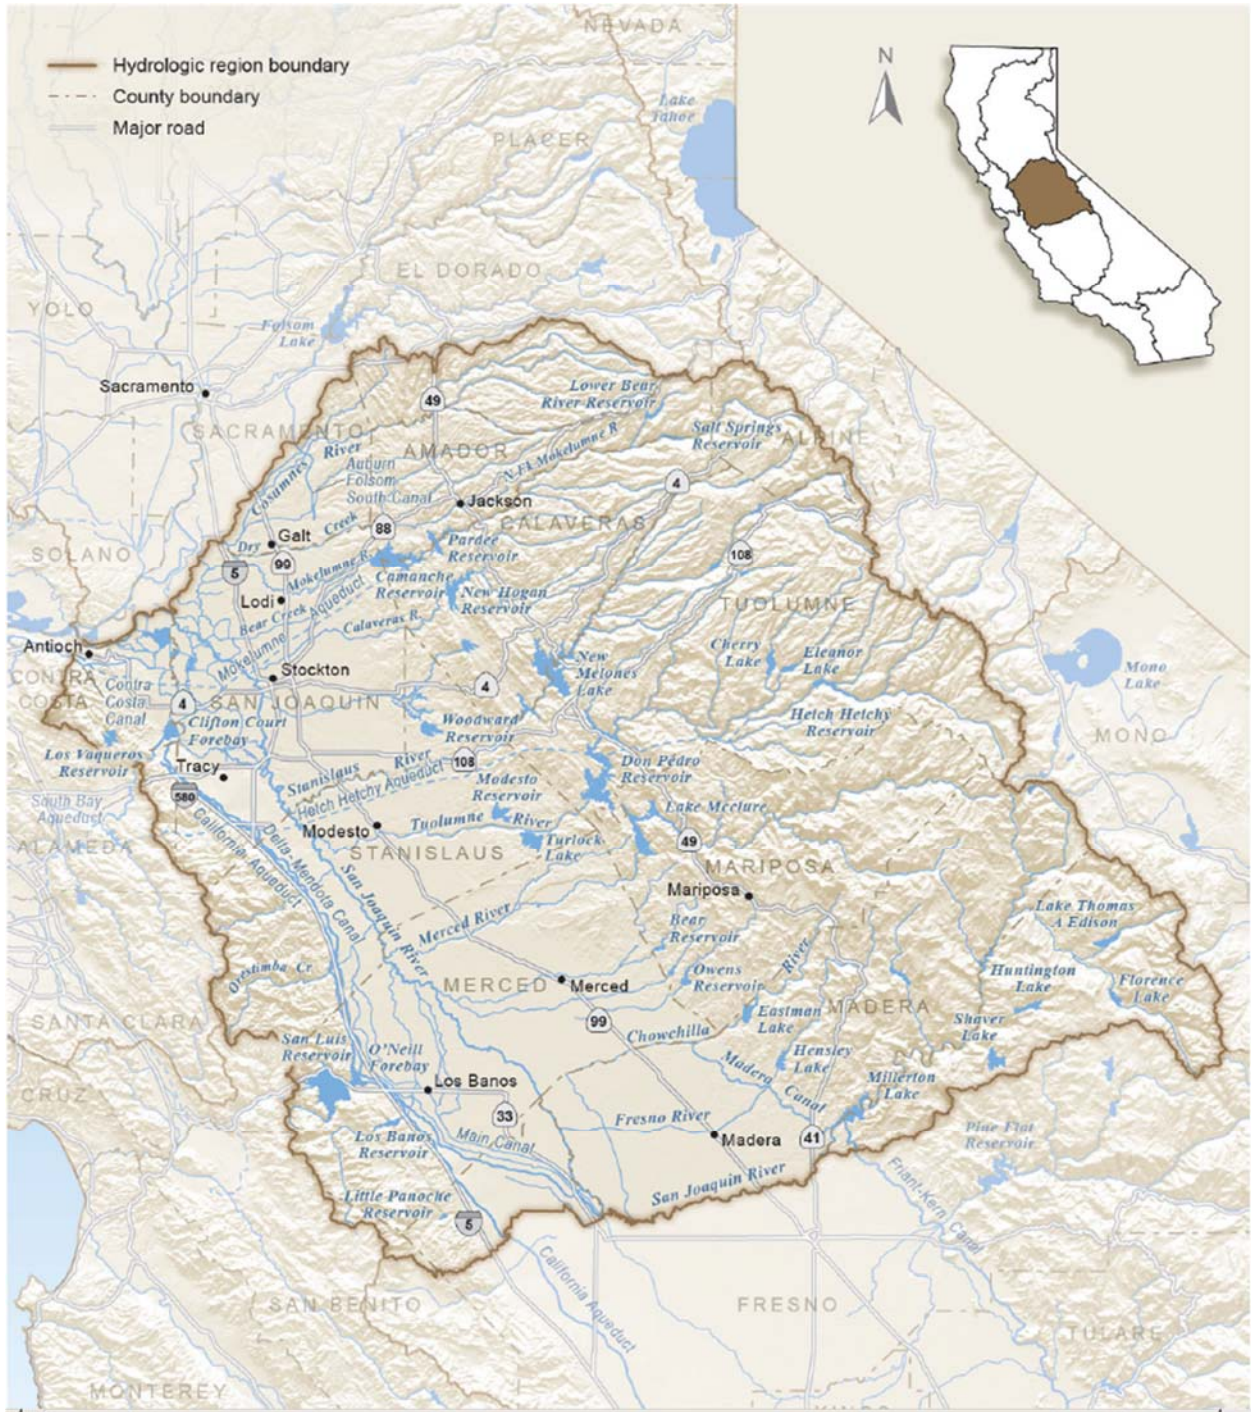 NEVADA
Hydrologic region boundary
County boundary
Major road
N
Lake
Tahoe
PLACER
EL DORADO
YOLO
Folsom
Lake
Sacramento
Lower Bear
River Reservoir
49
SACRAMENTO
Salt Springs
Reservoir
ALPINE
River
AMADOR
N Fk Mokelumne R
Cosumnes
Auburn
Folsom
South Canal
4
Jackson
CALAVERAS
Creek
88
Galt
Dry
SOLANO
Pardee
Reservoir
108
5
99
Mokelumne R.
Camanche
Reservoir
New Hogan
Reservoir
Lodi
TUOLUMNE
Bear Creek
Aqueduct
Mokelumne
Calaveras R.
Antioch
Cherry
Lake
Eleanor
Lake
New
Melones
Lake
Mono
Lake
Stockton
CONTRA
COSTA
Contra
Costa
Canal
4
SAN JOAQUIN
4
Hetch Hetchy
Reservoir
Clifton Court
Forebay
Woodward
Reservoir
MONO
Los Vaqueros
Reservoir
Tracy
Stanislaus
River
108
Don Pedro
Reservoir
Hetch Hetchy Aqueduct
Modesto
Reservoir
580
South Bay
Aqueduct
Lake Mcclure
Modesto
Tuolumne
River
Turlock
Lake
49
California Aqueduct
Delta-Mendota Canal
ALAMEDA
STANISLAUS
MARIPOSA
San Joaquin River
Mariposa
Lake Thomas
A Edison
Merced River
Bear
Reservoir
River
Orestimba Cr
MERCED
Merced
Owens
Reservoir
Huntington
Lake
Florence
Lake
SANTA CLARA
99
Eastman
Lake
MADERA
Chowchilla
Shaver
Lake
San Luis
Reservoir
O'Neill
Forebay
Hensley
Lake
Madera
Canal
Millerton
Lake
CRUZ
Los Banos
33
Fresno River
Los Banos
Reservoir
Main Canal
Madera
41
Pine Flat
Reservoir
San Joaquin River
Friant-Kern Canal
Little Panoche
Reservoir
5
California Aqueduct
SAN BENITO
FRESNO
TULARE
MONTEREY
KINGS